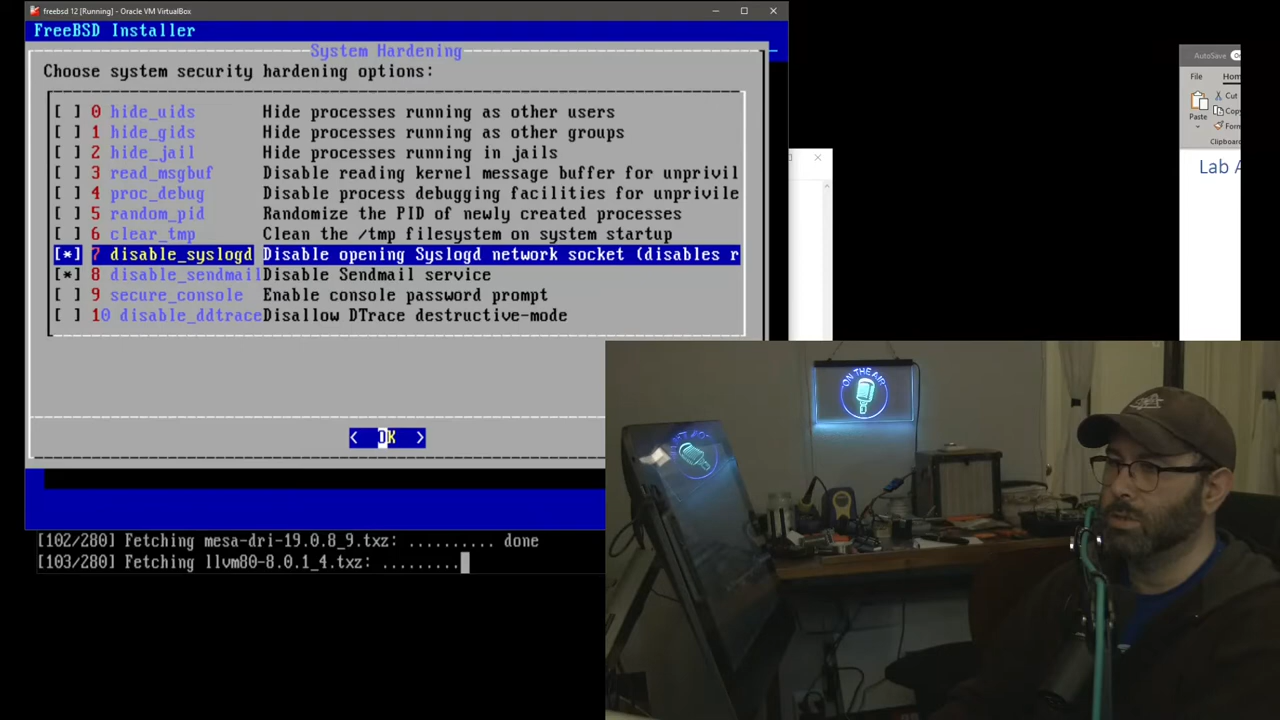 freebsd 12 [Running] - Oracle VM VirtualBox
FreeBSD Installer
System Hardening
Choose system security hardening options:
[ ] 0 hide_uids Hide processes running as other users
[ ] 1 hide_gids Hide processes running as other groups
[ ] 2 hide_jail Hide processes running in jails
[ ] 3 read_msgbuf Disable reading kernel message buffer for unprivil
[ ] 4 proc_debug Disable process debugging facilities for unprivile
[ ] 5 random_pid Randomize the PID of newly created processes
[ ] 6 clear_tmp Clean the /tmp filesystem on system startup
[*] 7 disable_syslogd Disable opening Syslogd network socket (disables r
[*] 8 disable_sendmail Disable Sendmail service
[ ] 9 secure_console Enable console password prompt
[ ] 10 disable_ddtrace Disallow DTrace destructive-mode
< OK >
[102/280] Fetching mesa-dri-19.0.8_9.txz: .......... done
[103/280] Fetching llvm80-8.0.1_4.txz: .........
AutoSave
File Hom
Cut
Copy
Paste
Form
Clipboard
Lab A
ON THE AIR